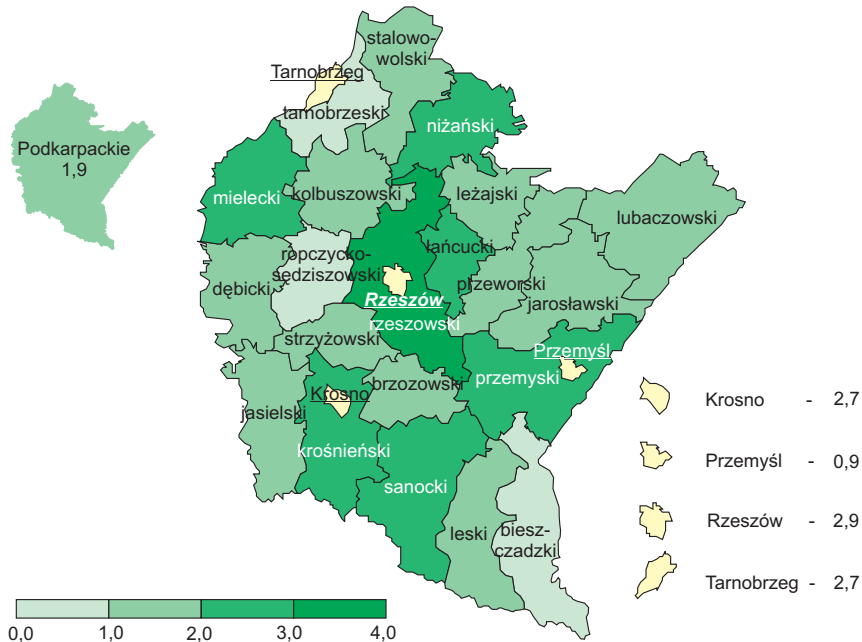 stalowo-
wolski
Tarnobrzeg
tarnobrzeski
niżański
Podkarpackie
1,9
mielecki
kolbuszowski
leżajski
lubaczowski
łańcucki
ropczycko-
sędziszowski
dębicki
przeworski
jarosławski
Rzeszów
rzeszowski
strzyżowski
Przemyśl
przemyski
brzozowski
Krosno
jasielski
krośnieński
sanocki
leski
biesz-
czadzki
Krosno - 2,7
Przemyśl - 0,9
Rzeszów - 2,9
Tarnobrzeg - 2,7
0,0 1,0 2,0 3,0 4,0